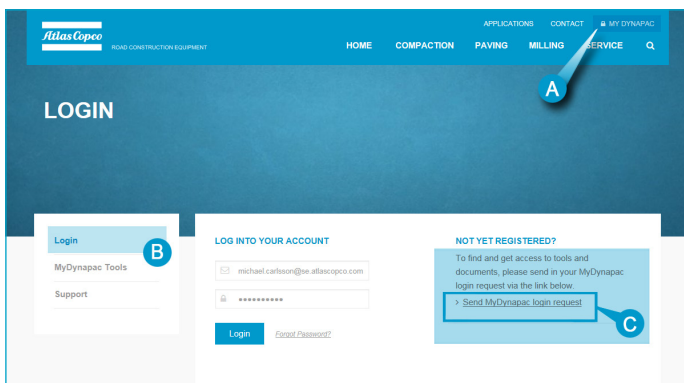 APPLICATIONS CONTACT MY DYNAPAC
Atlas Copco
ROAD CONSTRUCTION EQUIPMENT
HOME COMPACTION PAVING MILLING SERVICE
A
LOGIN
Login
B
MyDynapac Tools
Support
LOG INTO YOUR ACCOUNT
michael.carlsson@se.atlascopco.com
Login Forgot Password?
NOT YET REGISTERED?
To find and get access to tools and
documents, please send in your MyDynapac
login request via the link below.
> Send MyDynapac login request
C